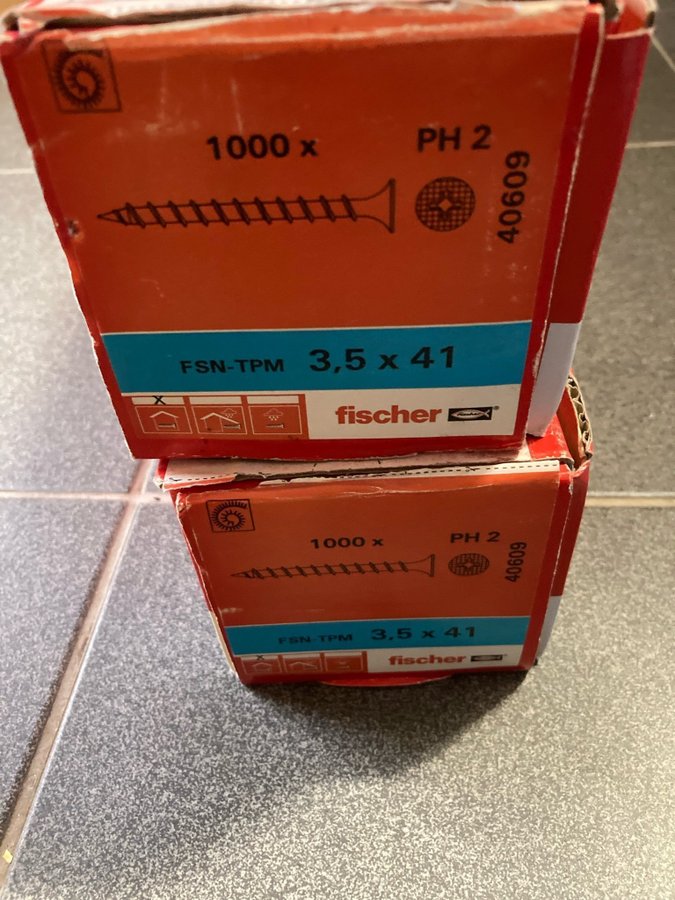 1000 x
PH 2
40609
FSN-TPM 3,5 x 41
X
fischer
1000 x
PH 2
40609
FSN-TPM 3,5 x 41
X
fischer